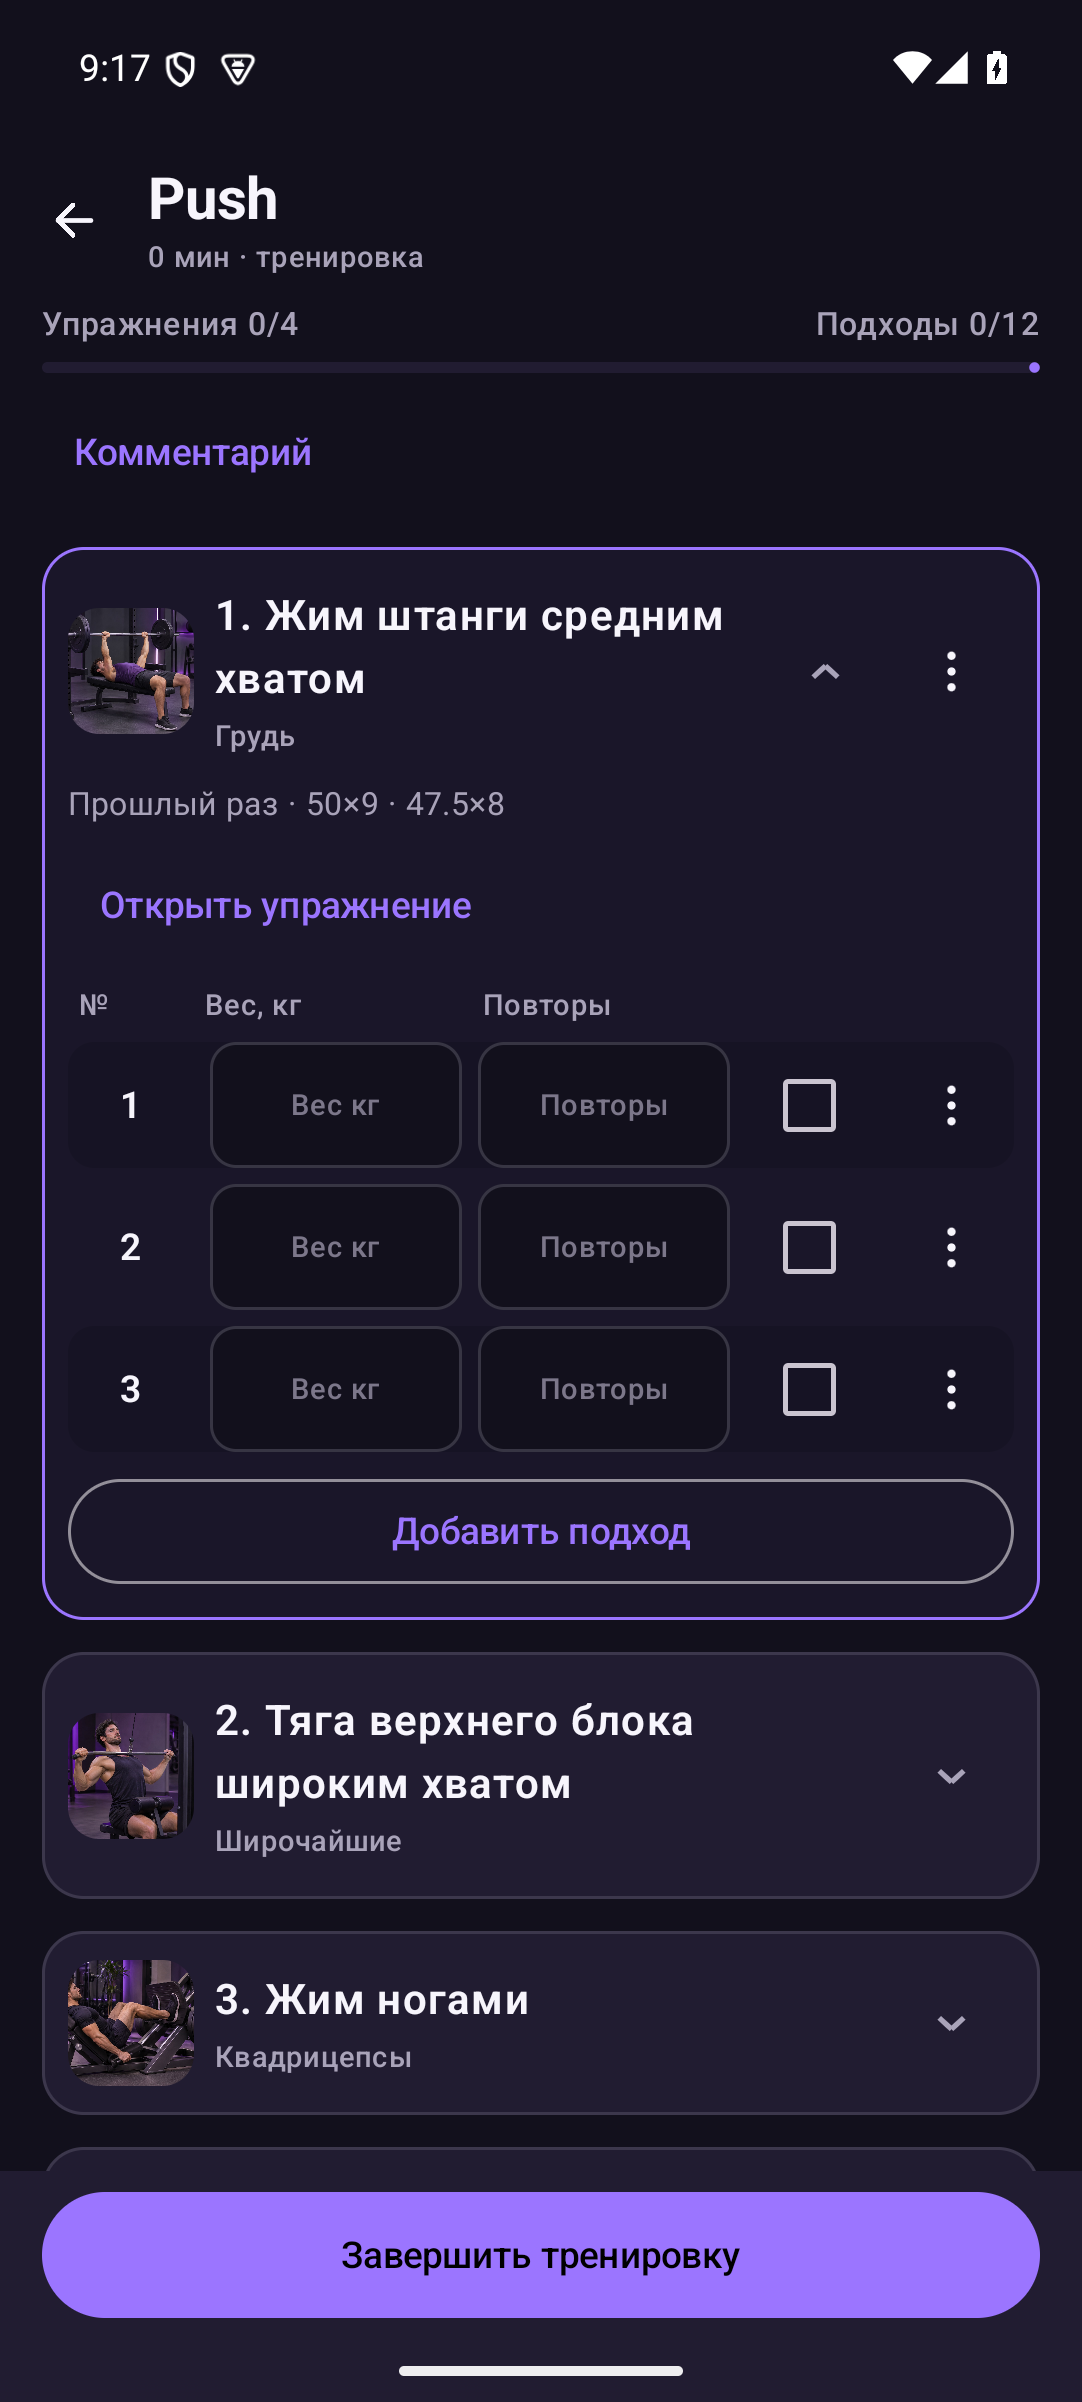 9:17
Push
0 мин · тренировка
Упражнения 0/4
Подходы 0/12
Комментарий
1. Жим штанги средним
хватом
Грудь
Прошлый раз · 50×9 · 47.5×8
Открыть упражнение
№ Вес, кг Повторы
1 Вес кг Повторы
2 Вес кг Повторы
3 Вес кг Повторы
Добавить подход
2. Тяга верхнего блока
широким хватом
Широчайшие
3. Жим ногами
Квадрицепсы
Завершить тренировку